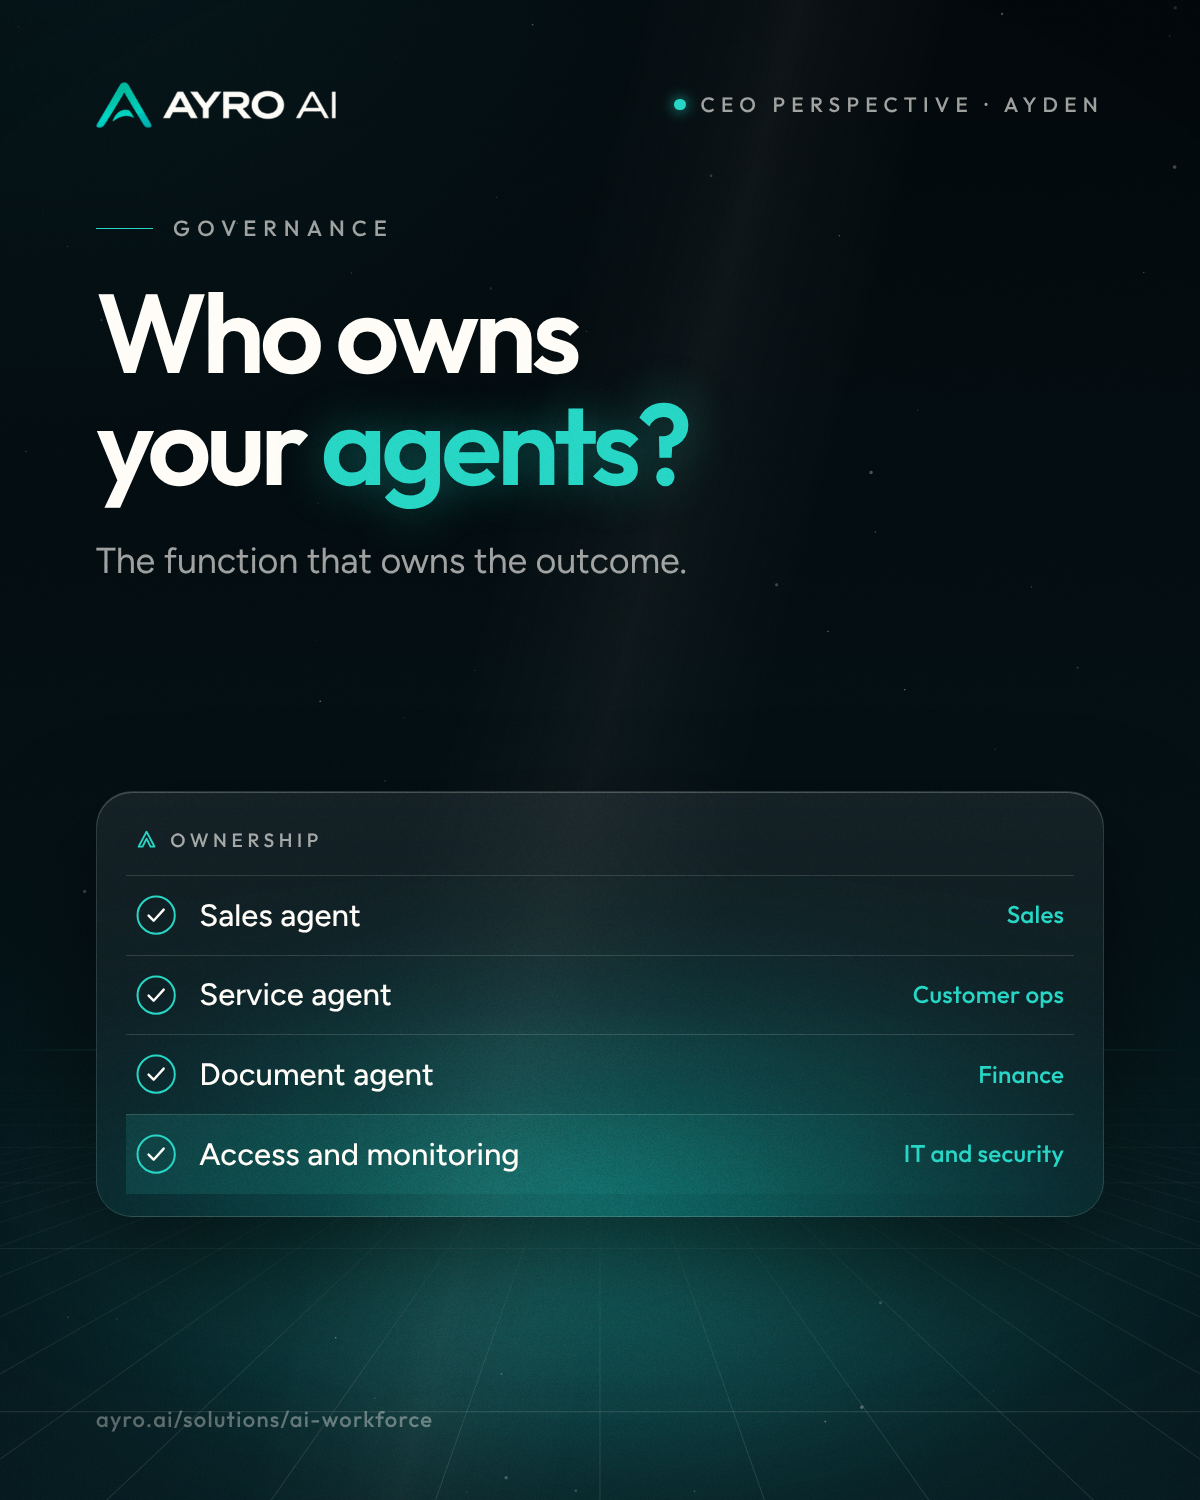 AYRO AI
CEO PERSPECTIVE · AYDEN
GOVERNANCE
Who owns
your agents?
The function that owns the outcome.
OWNERSHIP
Sales agent Sales
Service agent Customer ops
Document agent Finance
Access and monitoring IT and security
ayro.ai/solutions/ai-workforce